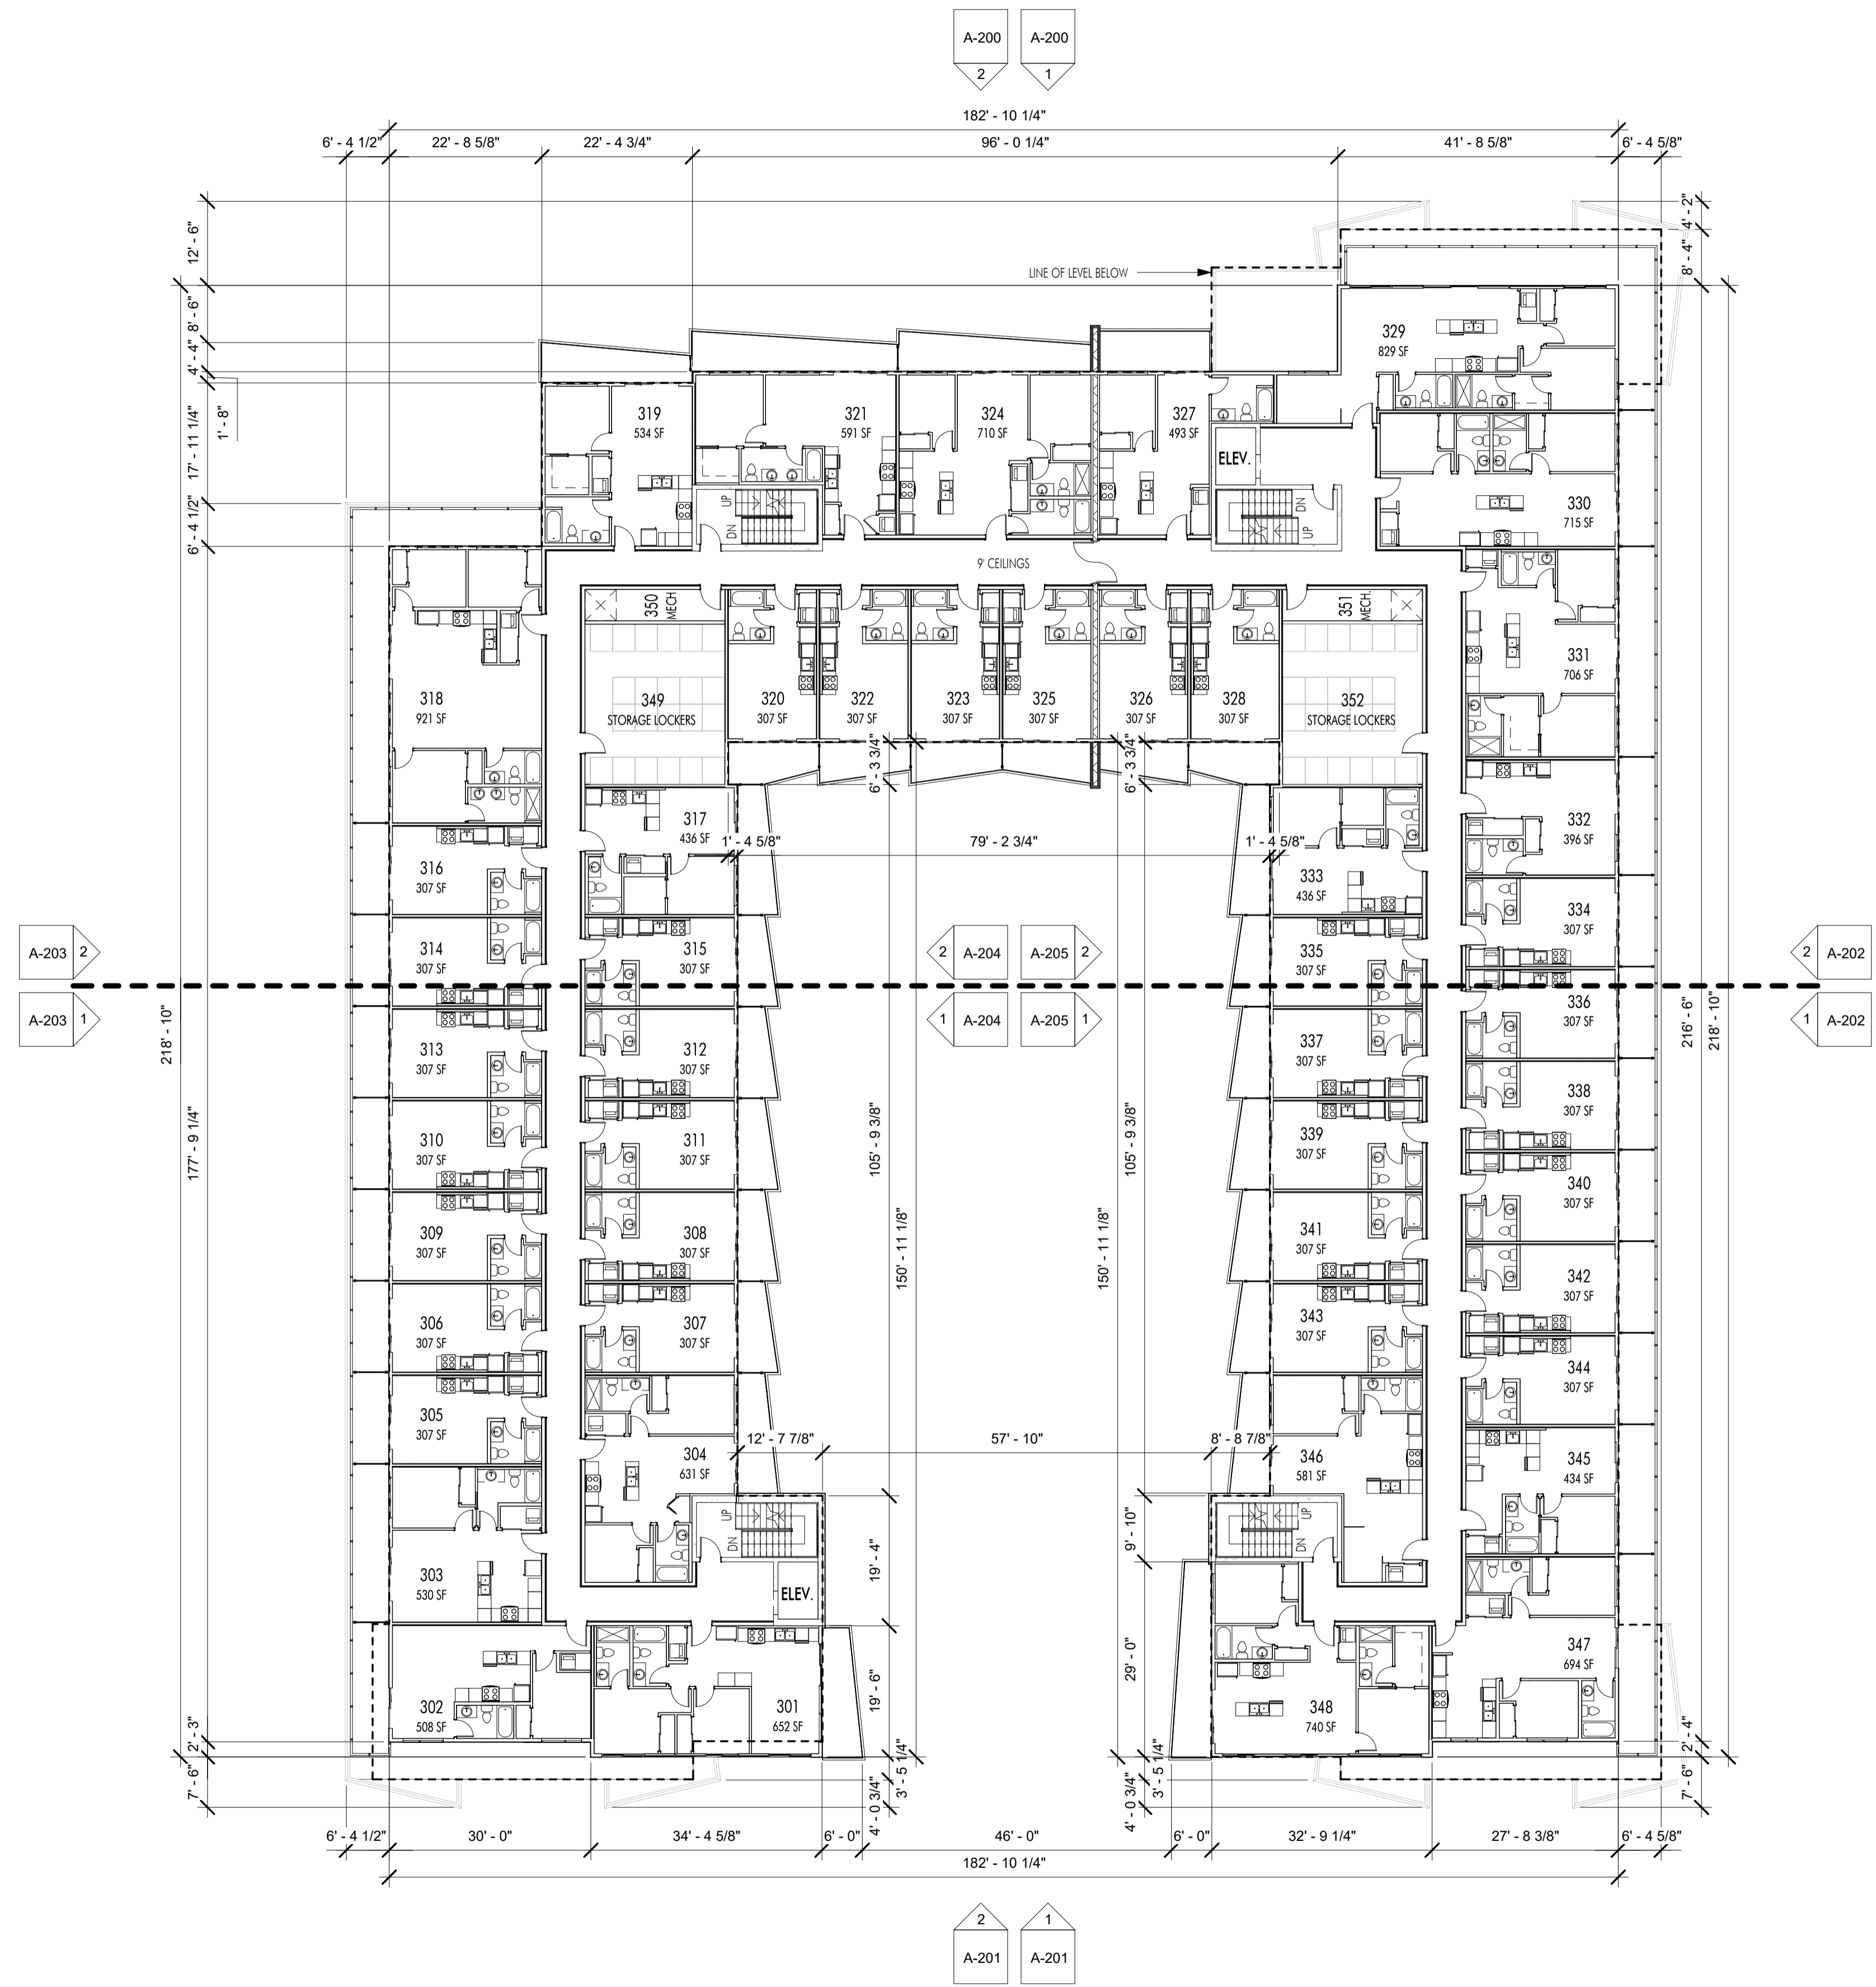 A-200
A-200
2
1
182' - 10 1/4"
6' - 4 1/2"
22' - 8 5/8"
22' - 4 3/4"
96' - 0 1/4"
41' - 8 5/8"
6' - 4 5/8"
12' - 6"
8' - 6"
4' - 4"
1' - 8"
17' - 11 1/4"
6' - 4 1/2"
4' - 2"
8' - 4"
LINE OF LEVEL BELOW
329
829 SF
319
534 SF
321
591 SF
324
710 SF
327
493 SF
ELEV.
UP
DN
DN
UP
330
715 SF
9' CEILINGS
350
MECH
351
MECH.
331
706 SF
318
921 SF
349
STORAGE LOCKERS
320
307 SF
322
307 SF
323
307 SF
325
307 SF
326
307 SF
328
307 SF
352
STORAGE LOCKERS
6' - 3 3/4"
6' - 3 3/4"
317
436 SF
1' - 4 5/8"
79' - 2 3/4"
1' - 4 5/8"
332
396 SF
316
307 SF
333
436 SF
334
307 SF
314
307 SF
315
307 SF
335
307 SF
336
307 SF
A-203
2
2
A-204
A-205
2
2
A-202
A-203
1
1
A-204
A-205
1
1
A-202
218' - 10"
177' - 9 1/4"
216' - 6"
218' - 10"
313
307 SF
312
307 SF
337
307 SF
338
307 SF
310
307 SF
311
307 SF
105' - 9 3/8"
105' - 9 3/8"
339
307 SF
340
307 SF
309
307 SF
308
307 SF
150' - 11 1/8"
150' - 11 1/8"
341
307 SF
342
307 SF
306
307 SF
307
307 SF
343
307 SF
344
307 SF
305
307 SF
304
631 SF
12' - 7 7/8"
57' - 10"
8' - 8 7/8"
346
581 SF
345
434 SF
UP
DN
UP
DN
19' - 4"
9' - 10"
303
530 SF
ELEV.
302
508 SF
301
652 SF
19' - 6"
29' - 0"
348
740 SF
347
694 SF
2' - 3"
7' - 6"
3' - 5 1/4"
4' - 0 3/4"
3' - 5 1/4"
4' - 0 3/4"
2' - 4"
7' - 6"
6' - 4 1/2"
30' - 0"
34' - 4 5/8"
6' - 0"
46' - 0"
6' - 0"
32' - 9 1/4"
27' - 8 3/8"
6' - 4 5/8"
182' - 10 1/4"
2
1
A-201
A-201